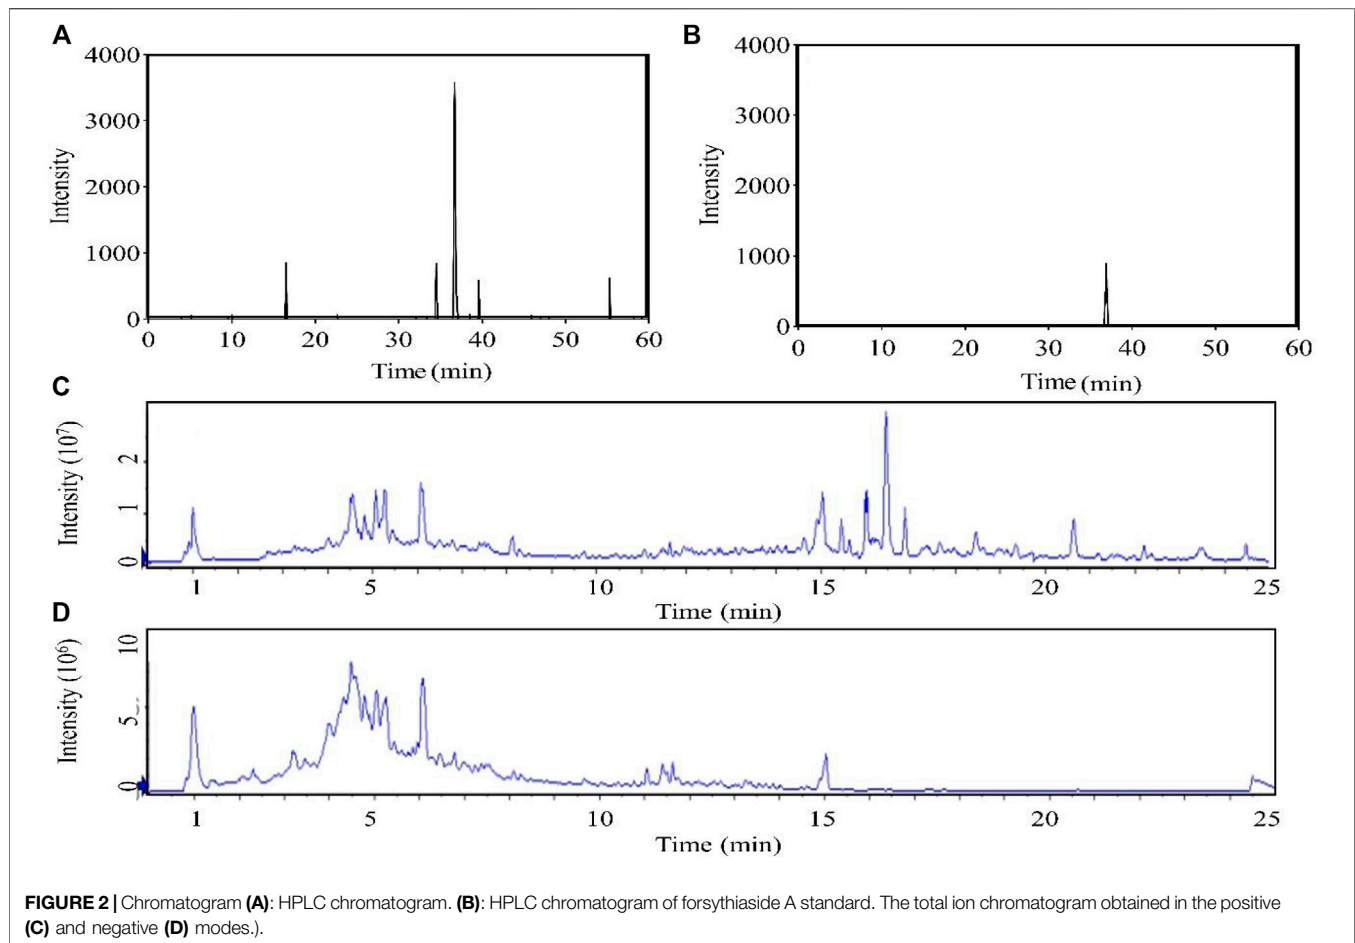 A
B
4000
3000
2000
1000
0
Intensity
0 10 20 30 40 50 60
Time (min)
4000
3000
2000
1000
0
Intensity
0 10 20 30 40 50 60
Time (min)
C
Intensity (10⁷)
2
1
0
1 5 10 15 20 25
Time (min)
D
Intensity (10⁶)
10
5
0
1 5 10 15 20 25
Time (min)
FIGURE 2 | Chromatogram (A): HPLC chromatogram. (B): HPLC chromatogram of forsythiaside A standard. The total ion chromatogram obtained in the positive
(C) and negative (D) modes.).